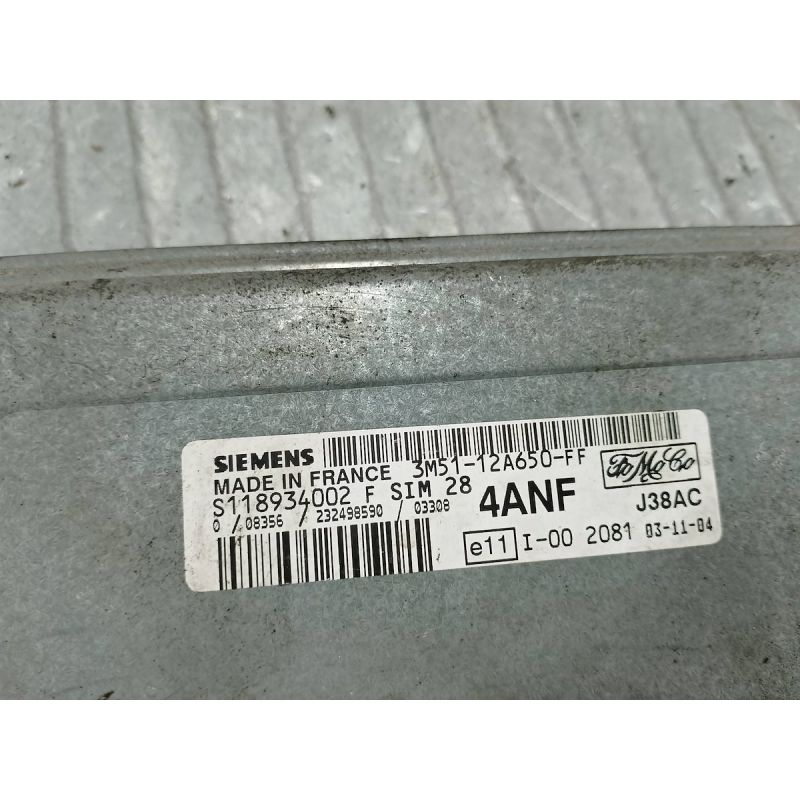 SIEMENS
MADE IN FRANCE 3M51-12A650-FF FoMoCo
S118934002 F SIM 28 4ANF J38AC
0 / 08356 / 232498590 / 03308
e11 I-00 2081 03-11-04